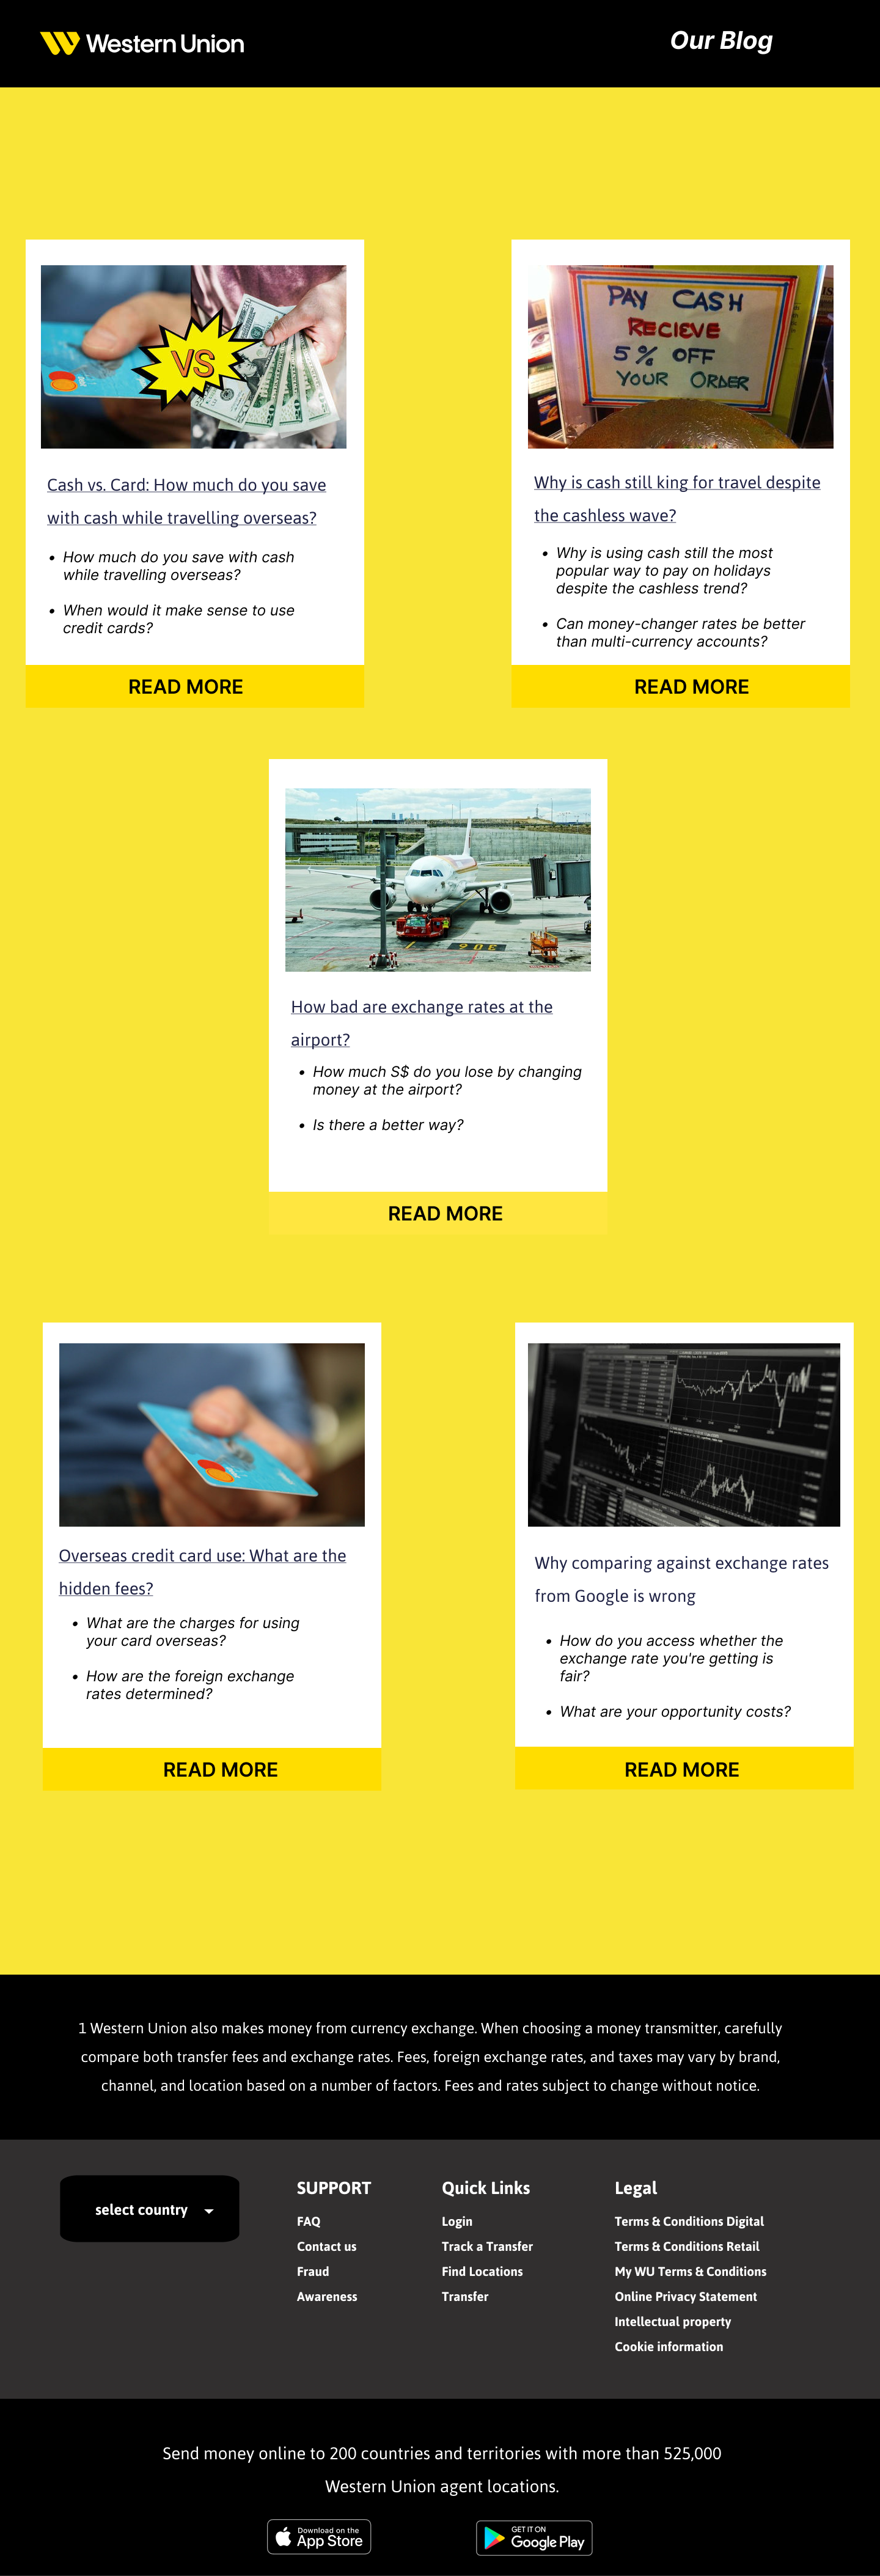 Western Union
Our Blog
VS
PAY CASH
RECIEVE
5% OFF
YOUR ORDER
Cash vs. Card: How much do you save
with cash while travelling overseas?
• How much do you save with cash
while travelling overseas?
• When would it make sense to use
credit cards?
READ MORE
Why is cash still king for travel despite
the cashless wave?
• Why is using cash still the most
popular way to pay on holidays
despite the cashless trend?
• Can money-changer rates be better
than multi-currency accounts?
READ MORE
How bad are exchange rates at the
airport?
• How much S$ do you lose by changing
money at the airport?
• Is there a better way?
READ MORE
Overseas credit card use: What are the
hidden fees?
• What are the charges for using
your card overseas?
• How are the foreign exchange
rates determined?
READ MORE
Why comparing against exchange rates
from Google is wrong
• How do you access whether the
exchange rate you're getting is
fair?
• What are your opportunity costs?
READ MORE
1 Western Union also makes money from currency exchange. When choosing a money transmitter, carefully
compare both transfer fees and exchange rates. Fees, foreign exchange rates, and taxes may vary by brand,
channel, and location based on a number of factors. Fees and rates subject to change without notice.
select country
SUPPORT
FAQ
Contact us
Fraud
Awareness
Quick Links
Login
Track a Transfer
Find Locations
Transfer
Legal
Terms & Conditions Digital
Terms & Conditions Retail
My WU Terms & Conditions
Online Privacy Statement
Intellectual property
Cookie information
Send money online to 200 countries and territories with more than 525,000
Western Union agent locations.
Download on the
App Store
GET IT ON
Google Play